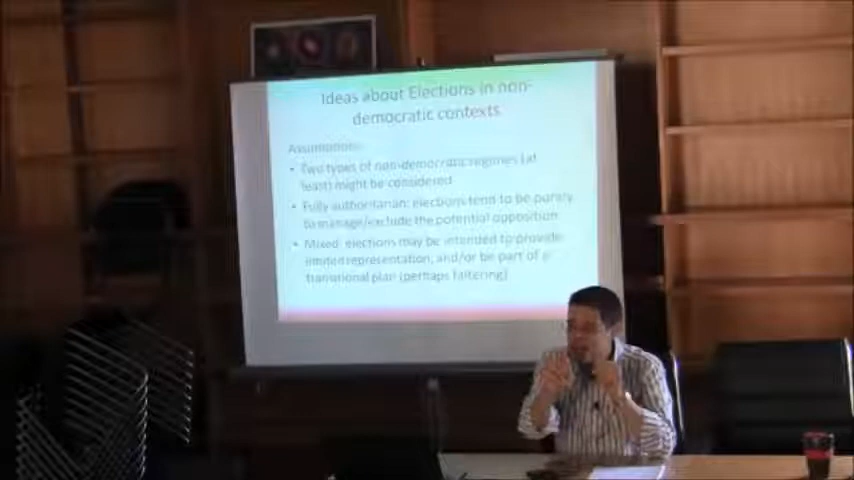 Ideas about Elections in non-
democratic contexts
Assumptions:
• Two types of non-democratic regimes (at
least) might be considered
• Fully authoritarian: elections tend to be purely
to manage/exclude the potential opposition
• Mixed: elections may be intended to provide
limited representation, and/or be part of a
transitional plan (perhaps faltering)